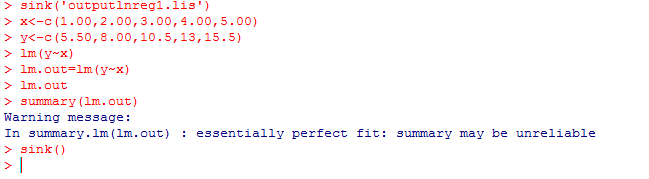 > sink('outputlnreg1.lis')
> x<-c(1.00,2.00,3.00,4.00,5.00)
> y<-c(5.50,8.00,10.5,13,15.5)
> lm(y~x)
> lm.out=lm(y~x)
> lm.out
> summary(lm.out)
Warning message:
In summary.lm(lm.out) : essentially perfect fit: summary may be unreliable
> sink()
>